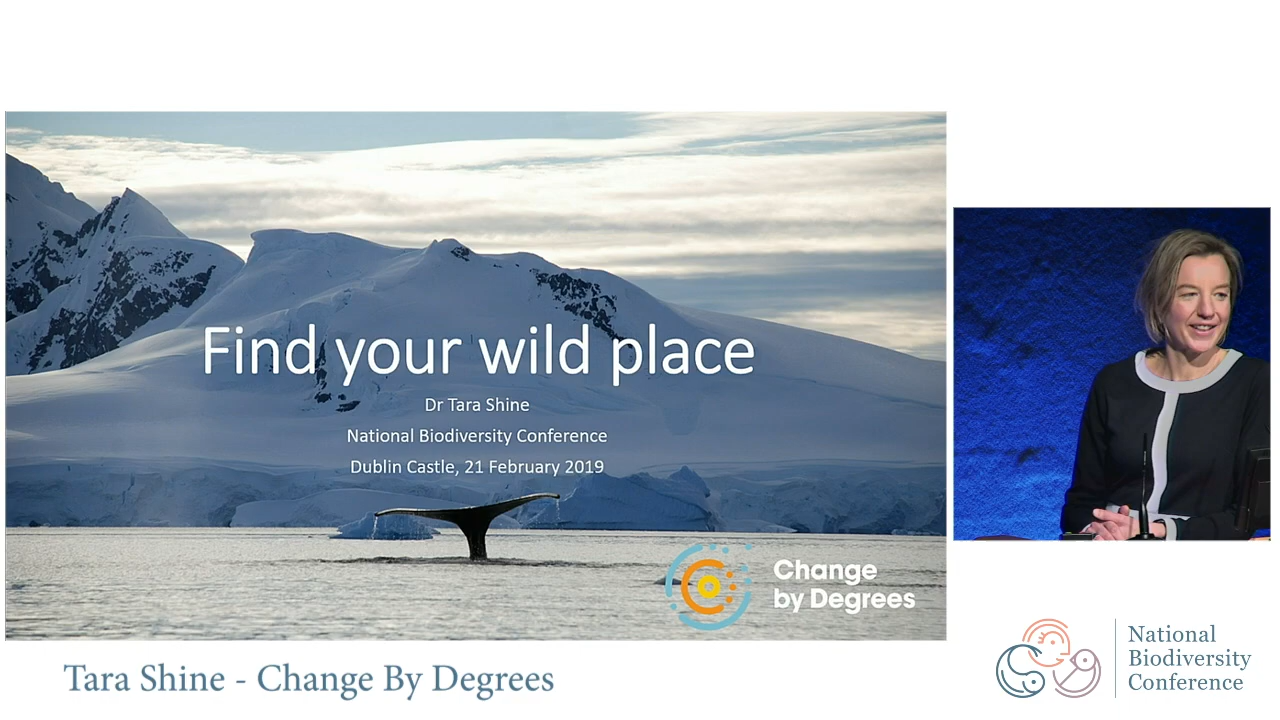 Find your wild place
Dr Tara Shine
National Biodiversity Conference
Dublin Castle, 21 February 2019
Change
by Degrees
Tara Shine - Change By Degrees
National
Biodiversity
Conference